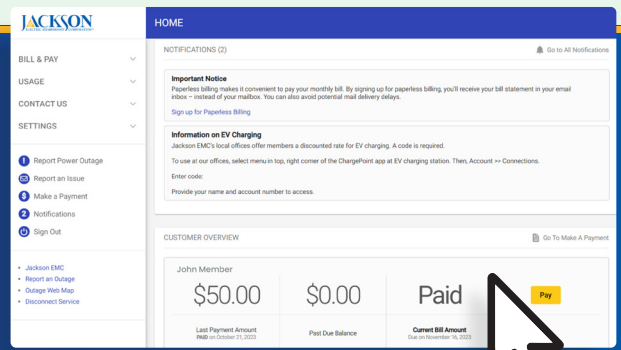 JACKSON
ELECTRIC MEMBERSHIP CORPORATION
HOME
BILL & PAY
USAGE
CONTACT US
SETTINGS
! Report Power Outage
Report an Issue
$ Make a Payment
2 Notifications
Sign Out
Jackson EMC
Report an Outage
Outage Web Map
Disconnect Service
NOTIFICATIONS (2)
Go to All Notifications
Important Notice
Paperless billing makes it convenient to pay your monthly bill. By signing up for paperless billing, you'll receive your bill statement in your email
inbox – instead of your mailbox. You can also avoid potential mail delivery delays.
Sign up for Paperless Billing
Information on EV Charging
Jackson EMC's local offices offer members a discounted rate for EV charging. A code is required.
To use at our offices, select menu in top, right corner of the ChargePoint app at EV charging station. Then, Account >> Connections.
Enter code:
Provide your name and account number to access.
CUSTOMER OVERVIEW
Go To Make A Payment
John Member
$50.00
$0.00
Paid
Pay
Last Payment Amount
PAID on October 21, 2023
Past Due Balance
Current Bill Amount
Due on November 16, 2023